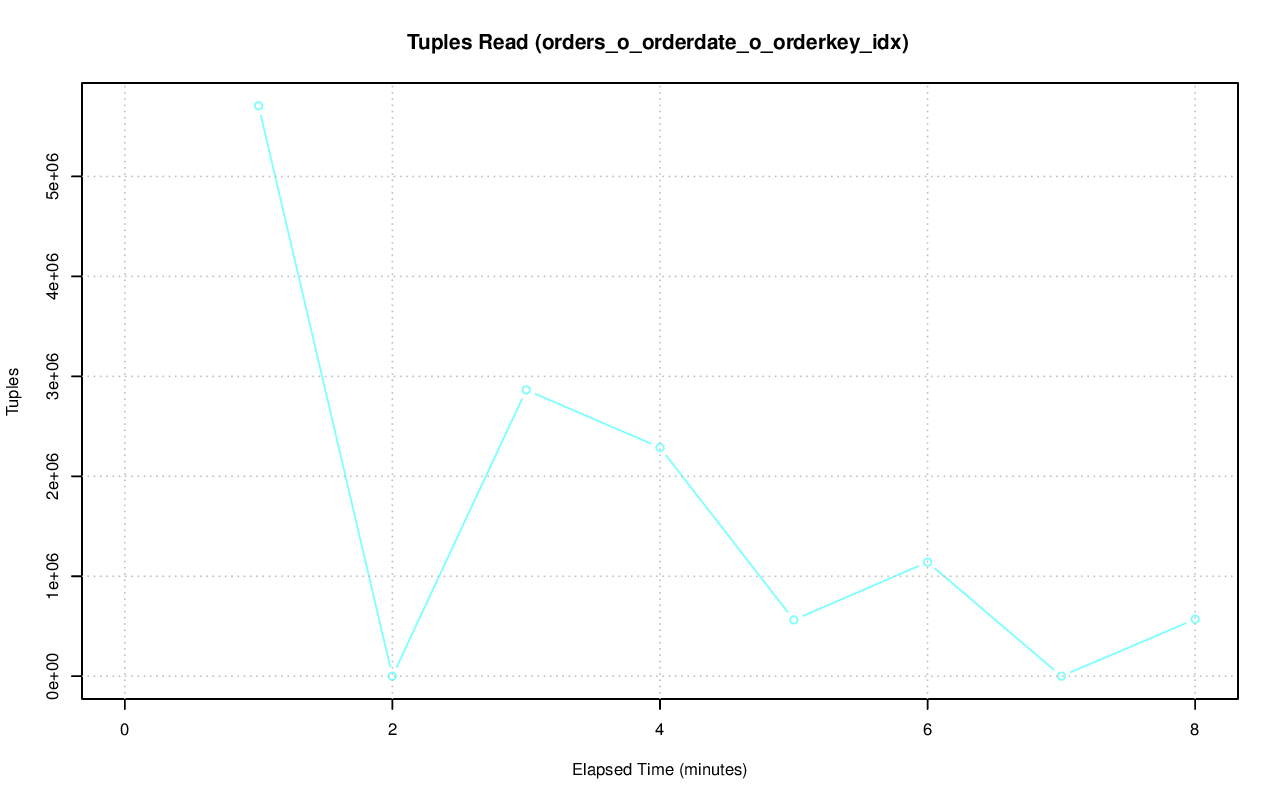 Tuples Read (orders_o_orderdate_o_orderkey_idx)
5e+06
4e+06
3e+06
2e+06
1e+06
0e+00
Tuples
0 2 4 6 8
Elapsed Time (minutes)